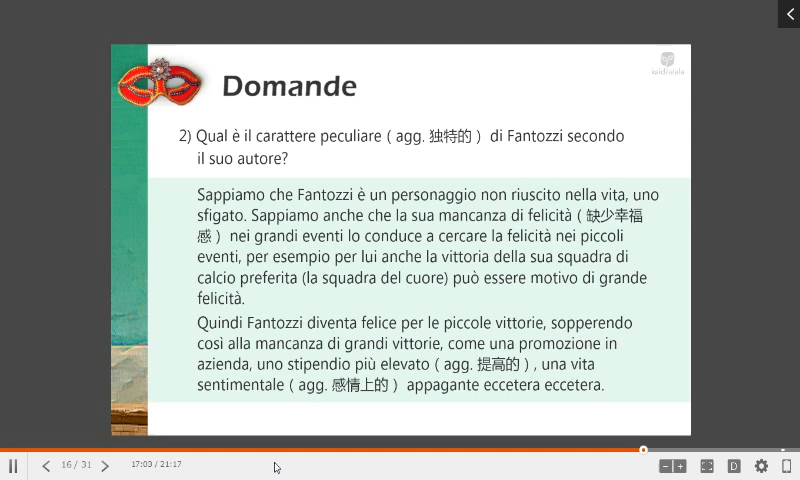 kaidialala
Domande
2) Qual è il carattere peculiare ( agg. 独特的 ) di Fantozzi secondo
il suo autore?
Sappiamo che Fantozzi è un personaggio non riuscito nella vita, uno
sfigato. Sappiamo anche che la sua mancanza di felicità ( 缺少幸福
感 ) nei grandi eventi lo conduce a cercare la felicità nei piccoli
eventi, per esempio per lui anche la vittoria della sua squadra di
calcio preferita (la squadra del cuore) può essere motivo di grande
felicità.
Quindi Fantozzi diventa felice per le piccole vittorie, sopperendo
così alla mancanza di grandi vittorie, come una promozione in
azienda, uno stipendio più elevato ( agg. 提高的 ) , una vita
sentimentale ( agg. 感情上的 ) appagante eccetera eccetera.
16 / 31
17:03 / 21:17
D